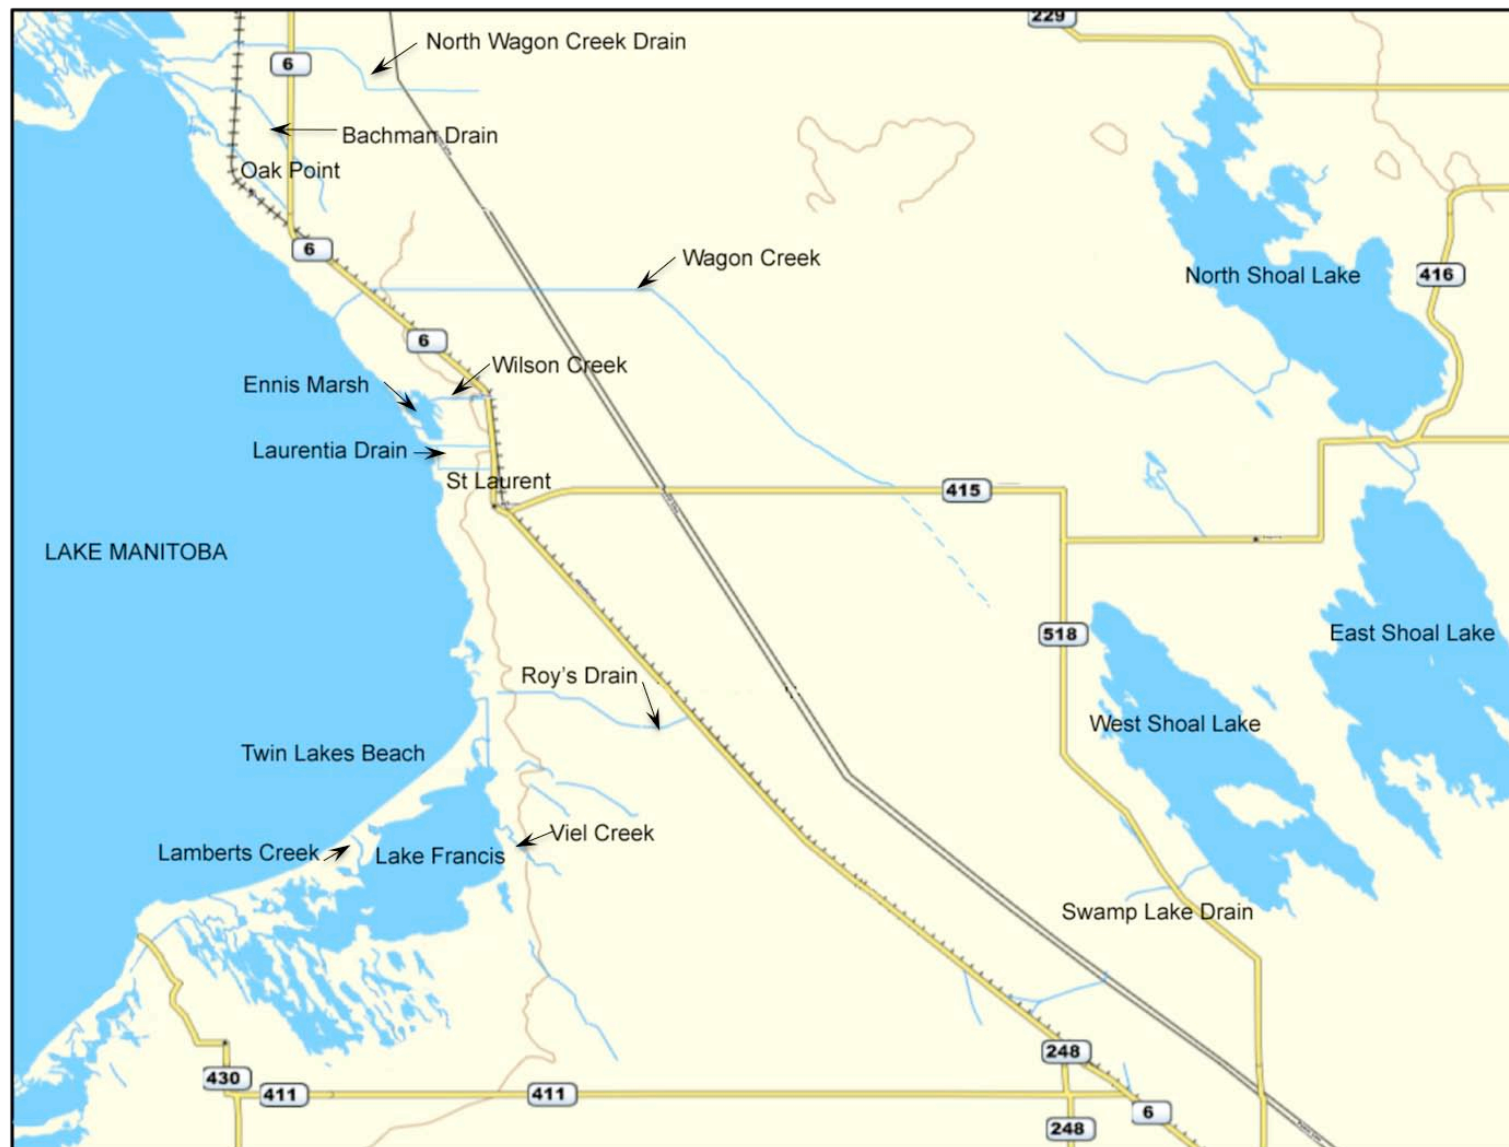 229
North Wagon Creek Drain
6
Bachman Drain
Oak Point
6
Wagon Creek
North Shoal Lake
416
6
Wilson Creek
Ennis Marsh
Laurentia Drain
St Laurent
415
LAKE MANITOBA
518
East Shoal Lake
Roy's Drain
West Shoal Lake
Twin Lakes Beach
Viel Creek
Lamberts Creek
Lake Francis
Swamp Lake Drain
248
430
411
411
6
248